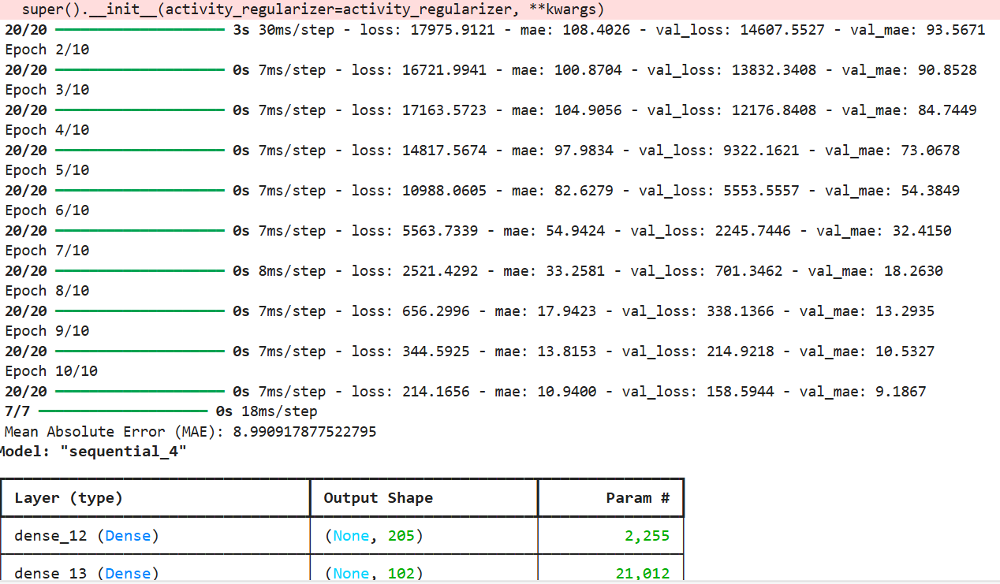 super().__init__(activity_regularizer=activity_regularizer, **kwargs)
20/20 3s 30ms/step - loss: 17975.9121 - mae: 108.4026 - val_loss: 14607.5527 - val_mae: 93.5671
Epoch 2/10
20/20 0s 7ms/step - loss: 16721.9941 - mae: 100.8704 - val_loss: 13832.3408 - val_mae: 90.8528
Epoch 3/10
20/20 0s 7ms/step - loss: 17163.5723 - mae: 104.9056 - val_loss: 12176.8408 - val_mae: 84.7449
Epoch 4/10
20/20 0s 7ms/step - loss: 14817.5674 - mae: 97.9834 - val_loss: 9322.1621 - val_mae: 73.0678
Epoch 5/10
20/20 0s 7ms/step - loss: 10988.0605 - mae: 82.6279 - val_loss: 5553.5557 - val_mae: 54.3849
Epoch 6/10
20/20 0s 7ms/step - loss: 5563.7339 - mae: 54.9424 - val_loss: 2245.7446 - val_mae: 32.4150
Epoch 7/10
20/20 0s 8ms/step - loss: 2521.4292 - mae: 33.2581 - val_loss: 701.3462 - val_mae: 18.2630
Epoch 8/10
20/20 0s 7ms/step - loss: 656.2996 - mae: 17.9423 - val_loss: 338.1366 - val_mae: 13.2935
Epoch 9/10
20/20 0s 7ms/step - loss: 344.5925 - mae: 13.8153 - val_loss: 214.9218 - val_mae: 10.5327
Epoch 10/10
20/20 0s 7ms/step - loss: 214.1656 - mae: 10.9400 - val_loss: 158.5944 - val_mae: 9.1867
7/7 0s 18ms/step
Mean Absolute Error (MAE): 8.990917877522795
Model: "sequential_4"
Layer (type) Output Shape Param #
dense_12 (Dense) (None, 205) 2,255
dense_13 (Dense) (None, 102) 21,012